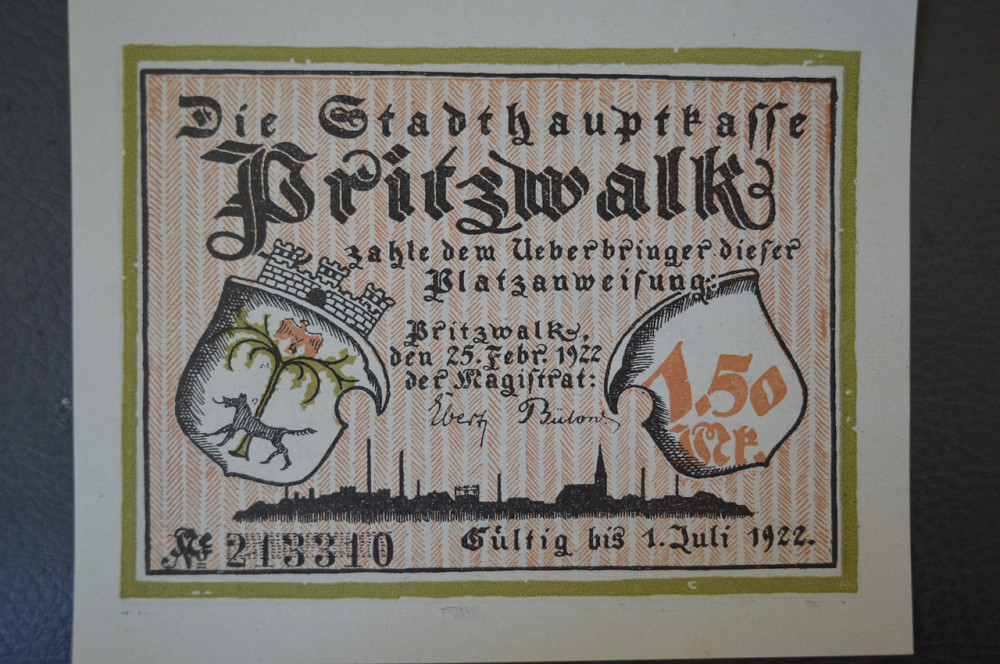 Die Stadthauptkasse
Pritzwalk
zahle dem Ueberbringer dieser
Platzanweisung:
Pritzwalk,
den 25. Febr. 1922
der Magistrat:
1.50
Mk.
№ 213310
Gültig bis 1. Juli 1922.